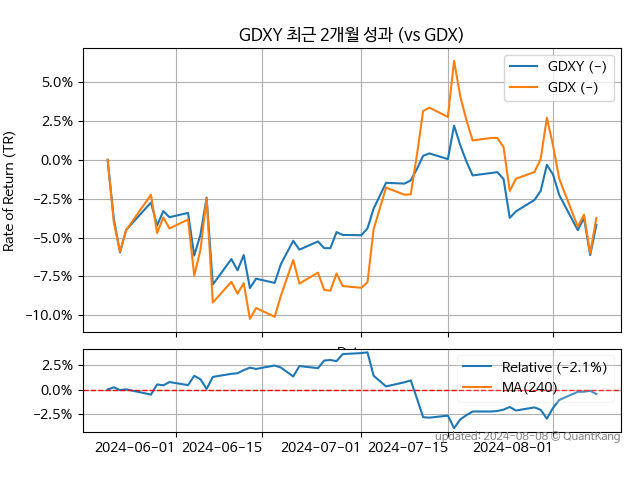 GDXY 최근 2개월 성과 (vs GDX)
Rate of Return (TR)
5.0%
2.5%
0.0%
−2.5%
−5.0%
−7.5%
−10.0%
GDXY (-)
GDX (-)
2.5%
0.0%
−2.5%
Relative (-2.1%)
MA(240)
updated: 2024-08-08 © QuantKang
2024-06-01 2024-06-15 2024-07-01 2024-07-15 2024-08-01